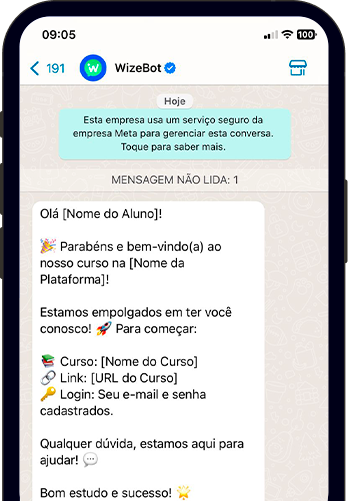 09:05
100
191
W
WizeBot
Hoje
Esta empresa usa um serviço seguro da
empresa Meta para gerenciar esta conversa.
Toque para saber mais.
MENSAGEM NÃO LIDA: 1
Olá [Nome do Aluno]!
🎉 Parabéns e bem-vindo(a) ao
nosso curso na [Nome da
Plataforma]!
Estamos empolgados em ter você
conosco! 🚀 Para começar:
📚 Curso: [Nome do Curso]
🔗 Link: [URL do Curso]
🔑 Login: Seu e-mail e senha
cadastrados.
Qualquer dúvida, estamos aqui para
ajudar! 💬
Bom estudo e sucesso! 🌟